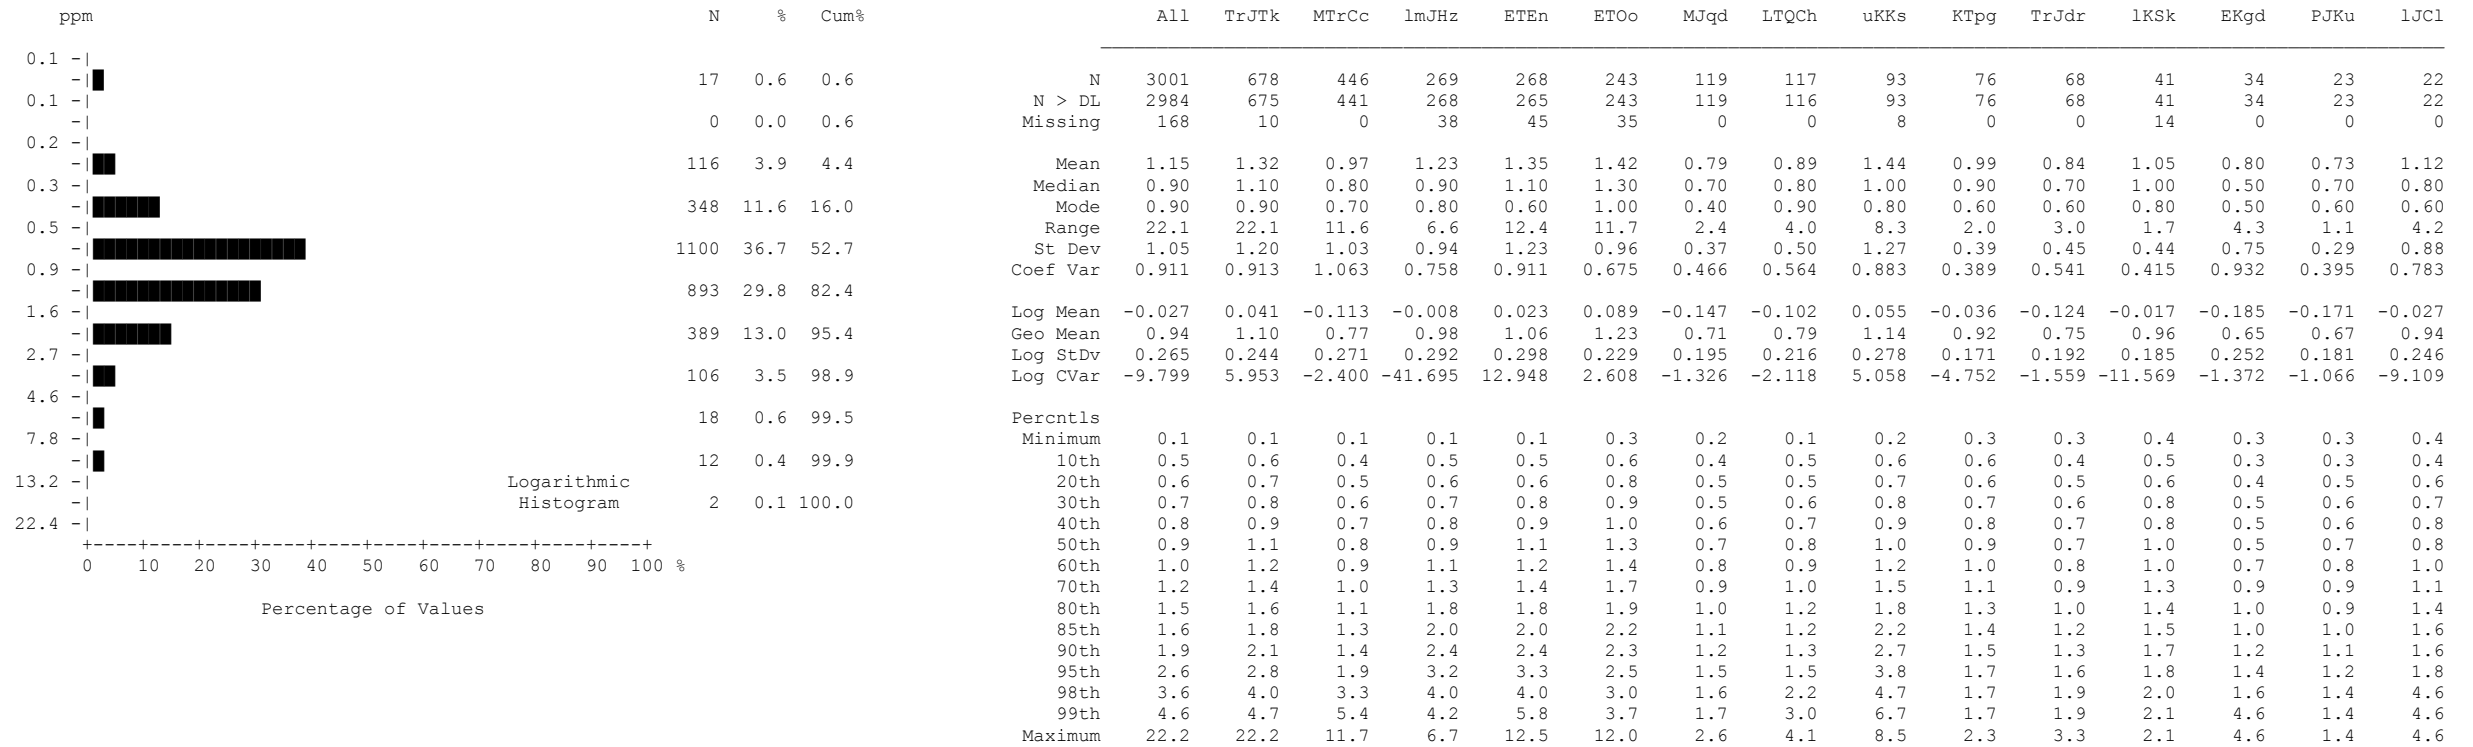 ppm N % Cum% All TrJTk MTrCc lmJHz ETEn ETOo MJqd LTQCh uKKs KTpg TrJdr lKSk EKgd PJKu lJCl
0.1 -|
-| 17 0.6 0.6 N 3001 678 446 269 268 243 119 117 93 76 68 41 34 23 22
0.1 -| N > DL 2984 675 441 268 265 243 119 116 93 76 68 41 34 23 22
-| 0 0.0 0.6 Missing 168 10 0 38 45 35 0 0 8 0 0 14 0 0 0
0.2 -|
-| 116 3.9 4.4 Mean 1.15 1.32 0.97 1.23 1.35 1.42 0.79 0.89 1.44 0.99 0.84 1.05 0.80 0.73 1.12
0.3 -| Median 0.90 1.10 0.80 0.90 1.10 1.30 0.70 0.80 1.00 0.90 0.70 1.00 0.50 0.70 0.80
-| 348 11.6 16.0 Mode 0.90 0.90 0.70 0.80 0.60 1.00 0.40 0.90 0.80 0.60 0.60 0.80 0.50 0.60 0.60
0.5 -| Range 22.1 22.1 11.6 6.6 12.4 11.7 2.4 4.0 8.3 2.0 3.0 1.7 4.3 1.1 4.2
-| 1100 36.7 52.7 St Dev 1.05 1.20 1.03 0.94 1.23 0.96 0.37 0.50 1.27 0.39 0.45 0.44 0.75 0.29 0.88
0.9 -| Coef Var 0.911 0.913 1.063 0.758 0.911 0.675 0.466 0.564 0.883 0.389 0.541 0.415 0.932 0.395 0.783
-| 893 29.8 82.4
1.6 -| Log Mean -0.027 0.041 -0.113 -0.008 0.023 0.089 -0.147 -0.102 0.055 -0.036 -0.124 -0.017 -0.185 -0.171 -0.027
-| 389 13.0 95.4 Geo Mean 0.94 1.10 0.77 0.98 1.06 1.23 0.71 0.79 1.14 0.92 0.75 0.96 0.65 0.67 0.94
2.7 -| Log StDv 0.265 0.244 0.271 0.292 0.298 0.229 0.195 0.216 0.278 0.171 0.192 0.185 0.252 0.181 0.246
-| 106 3.5 98.9 Log CVar -9.799 5.953 -2.400 -41.695 12.948 2.608 -1.326 -2.118 5.058 -4.752 -1.559 -11.569 -1.372 -1.066 -9.109
4.6 -|
-| 18 0.6 99.5 Percntls
7.8 -| Minimum 0.1 0.1 0.1 0.1 0.1 0.3 0.2 0.1 0.2 0.3 0.3 0.4 0.3 0.3 0.4
-| 12 0.4 99.9 10th 0.5 0.6 0.4 0.5 0.5 0.6 0.4 0.5 0.6 0.6 0.4 0.5 0.3 0.3 0.4
13.2 -| Logarithmic 20th 0.6 0.7 0.5 0.6 0.6 0.8 0.5 0.5 0.7 0.6 0.5 0.6 0.4 0.5 0.6
-| Histogram 2 0.1 100.0 30th 0.7 0.8 0.6 0.7 0.8 0.9 0.5 0.6 0.8 0.7 0.6 0.8 0.5 0.6 0.7
22.4 -| 40th 0.8 0.9 0.7 0.8 0.9 1.0 0.6 0.7 0.9 0.8 0.7 0.8 0.5 0.6 0.8
+----+----+----+----+----+----+----+----+----+----+ 50th 0.9 1.1 0.8 0.9 1.1 1.3 0.7 0.8 1.0 0.9 0.7 1.0 0.5 0.7 0.8
0 10 20 30 40 50 60 70 80 90 100 % 60th 1.0 1.2 0.9 1.1 1.2 1.4 0.8 0.9 1.2 1.0 0.8 1.0 0.7 0.8 1.0
70th 1.2 1.4 1.0 1.3 1.4 1.7 0.9 1.0 1.5 1.1 0.9 1.3 0.9 0.9 1.1
Percentage of Values 80th 1.5 1.6 1.1 1.8 1.8 1.9 1.0 1.2 1.8 1.3 1.0 1.4 1.0 0.9 1.4
85th 1.6 1.8 1.3 2.0 2.0 2.2 1.1 1.2 2.2 1.4 1.2 1.5 1.0 1.0 1.6
90th 1.9 2.1 1.4 2.4 2.4 2.3 1.2 1.3 2.7 1.5 1.3 1.7 1.2 1.1 1.6
95th 2.6 2.8 1.9 3.2 3.3 2.5 1.5 1.5 3.8 1.7 1.6 1.8 1.4 1.2 1.8
98th 3.6 4.0 3.3 4.0 4.0 3.0 1.6 2.2 4.7 1.7 1.9 2.0 1.6 1.4 4.6
99th 4.6 4.7 5.4 4.2 5.8 3.7 1.7 3.0 6.7 1.7 1.9 2.1 4.6 1.4 4.6
Maximum 22.2 22.2 11.7 6.7 12.5 12.0 2.6 4.1 8.5 2.3 3.3 2.1 4.6 1.4 4.6